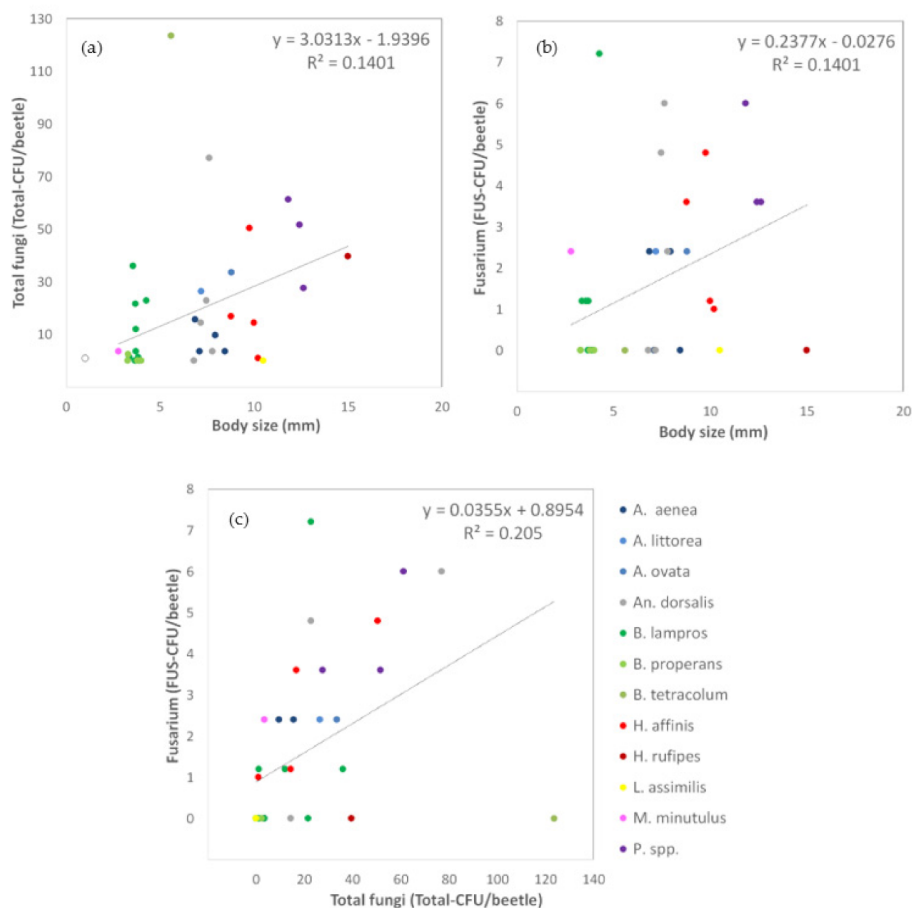 (a)
y = 3.0313x - 1.9396
R² = 0.1401
130
110
90
70
50
30
10
Total fungi (Total-CFU/beetle)
0 5 10 15 20
Body size (mm)
(b)
y = 0.2377x - 0.0276
R² = 0.1401
8
7
6
5
4
3
2
1
0
Fusarium (FUS-CFU/beetle)
0 5 10 15 20
Body size (mm)
(c)
y = 0.0355x + 0.8954
R² = 0.205
8
7
6
5
4
3
2
1
0
Fusarium (FUS-CFU/beetle)
0 20 40 60 80 100 120 140
Total fungi (Total-CFU/beetle)
A. aenea
A. littorea
A. ovata
An. dorsalis
B. lampros
B. properans
B. tetracolum
H. affinis
H. rufipes
L. assimilis
M. minutulus
P. spp.